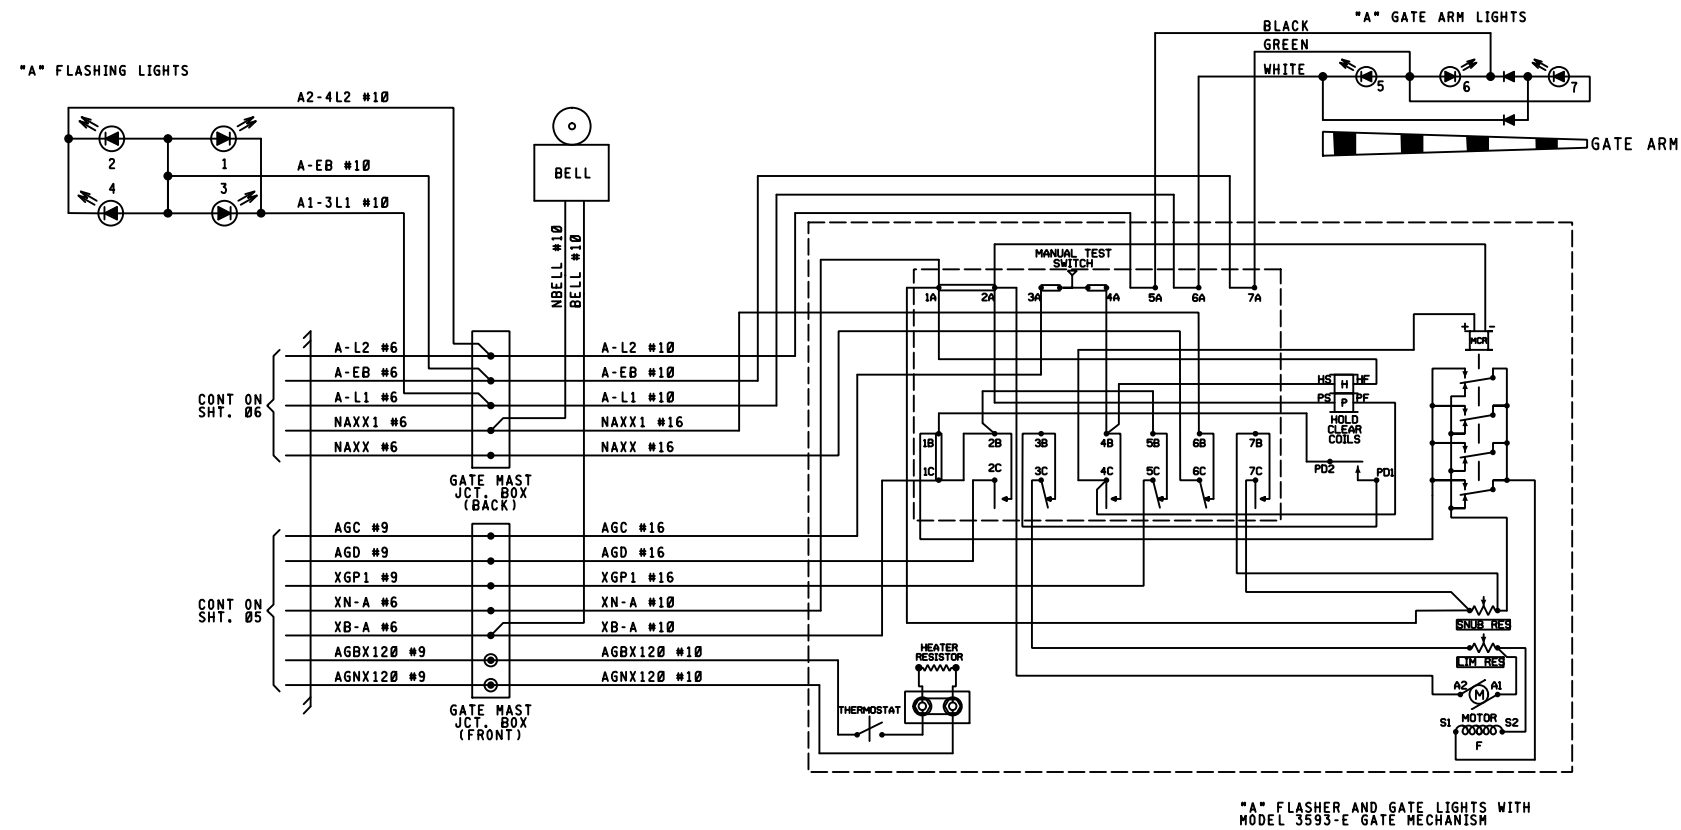 "A" GATE ARM LIGHTS
BLACK
GREEN
WHITE
5
6
7
GATE ARM
"A" FLASHING LIGHTS
A2-4L2 #10
A-EB #10
A1-3L1 #10
2
1
4
3
BELL
NBELL #10
BELL #10
MANUAL TEST
SWITCH
1A
2A
3A
4A
5A
6A
7A
+
-
MCR
CONT ON
SHT. 06
A-L2 #6
A-L2 #10
A-EB #6
A-EB #10
A-L1 #6
A-L1 #10
NAXX1 #6
NAXX1 #16
NAXX #6
NAXX #16
GATE MAST
JCT. BOX
(BACK)
HS
H
HF
PS
P
PF
HOLD
CLEAR
COILS
PD2
PD1
1B
2B
3B
4B
5B
6B
7B
1C
2C
3C
4C
5C
6C
7C
CONT ON
SHT. 05
AGC #9
AGC #16
AGD #9
AGD #16
XGP1 #9
XGP1 #16
XN-A #6
XN-A #10
XB-A #6
XB-A #10
AGBX120 #9
AGBX120 #10
AGNX120 #9
AGNX120 #10
GATE MAST
JCT. BOX
(FRONT)
HEATER
RESISTOR
THERMOSTAT
SNUB RES
LIM RES
A2
M
A1
MOTOR
S1
S2
F
"A" FLASHER AND GATE LIGHTS WITH
MODEL 3593-E GATE MECHANISM